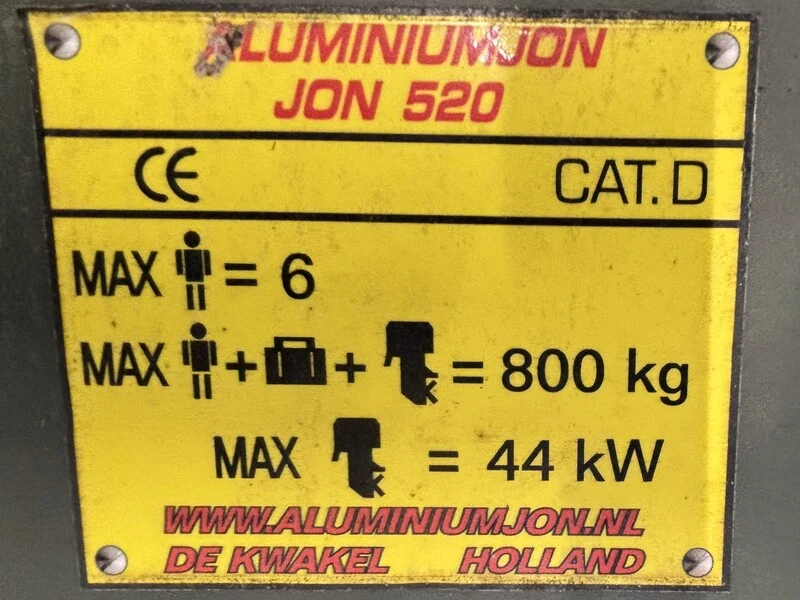 ALUMINIUMJON
JON 520
CE CAT. D
MAX = 6
MAX + + = 800 kg
MAX = 44 kW
WWW.ALUMINIUMJON.NL
DE KWAKEL HOLLAND